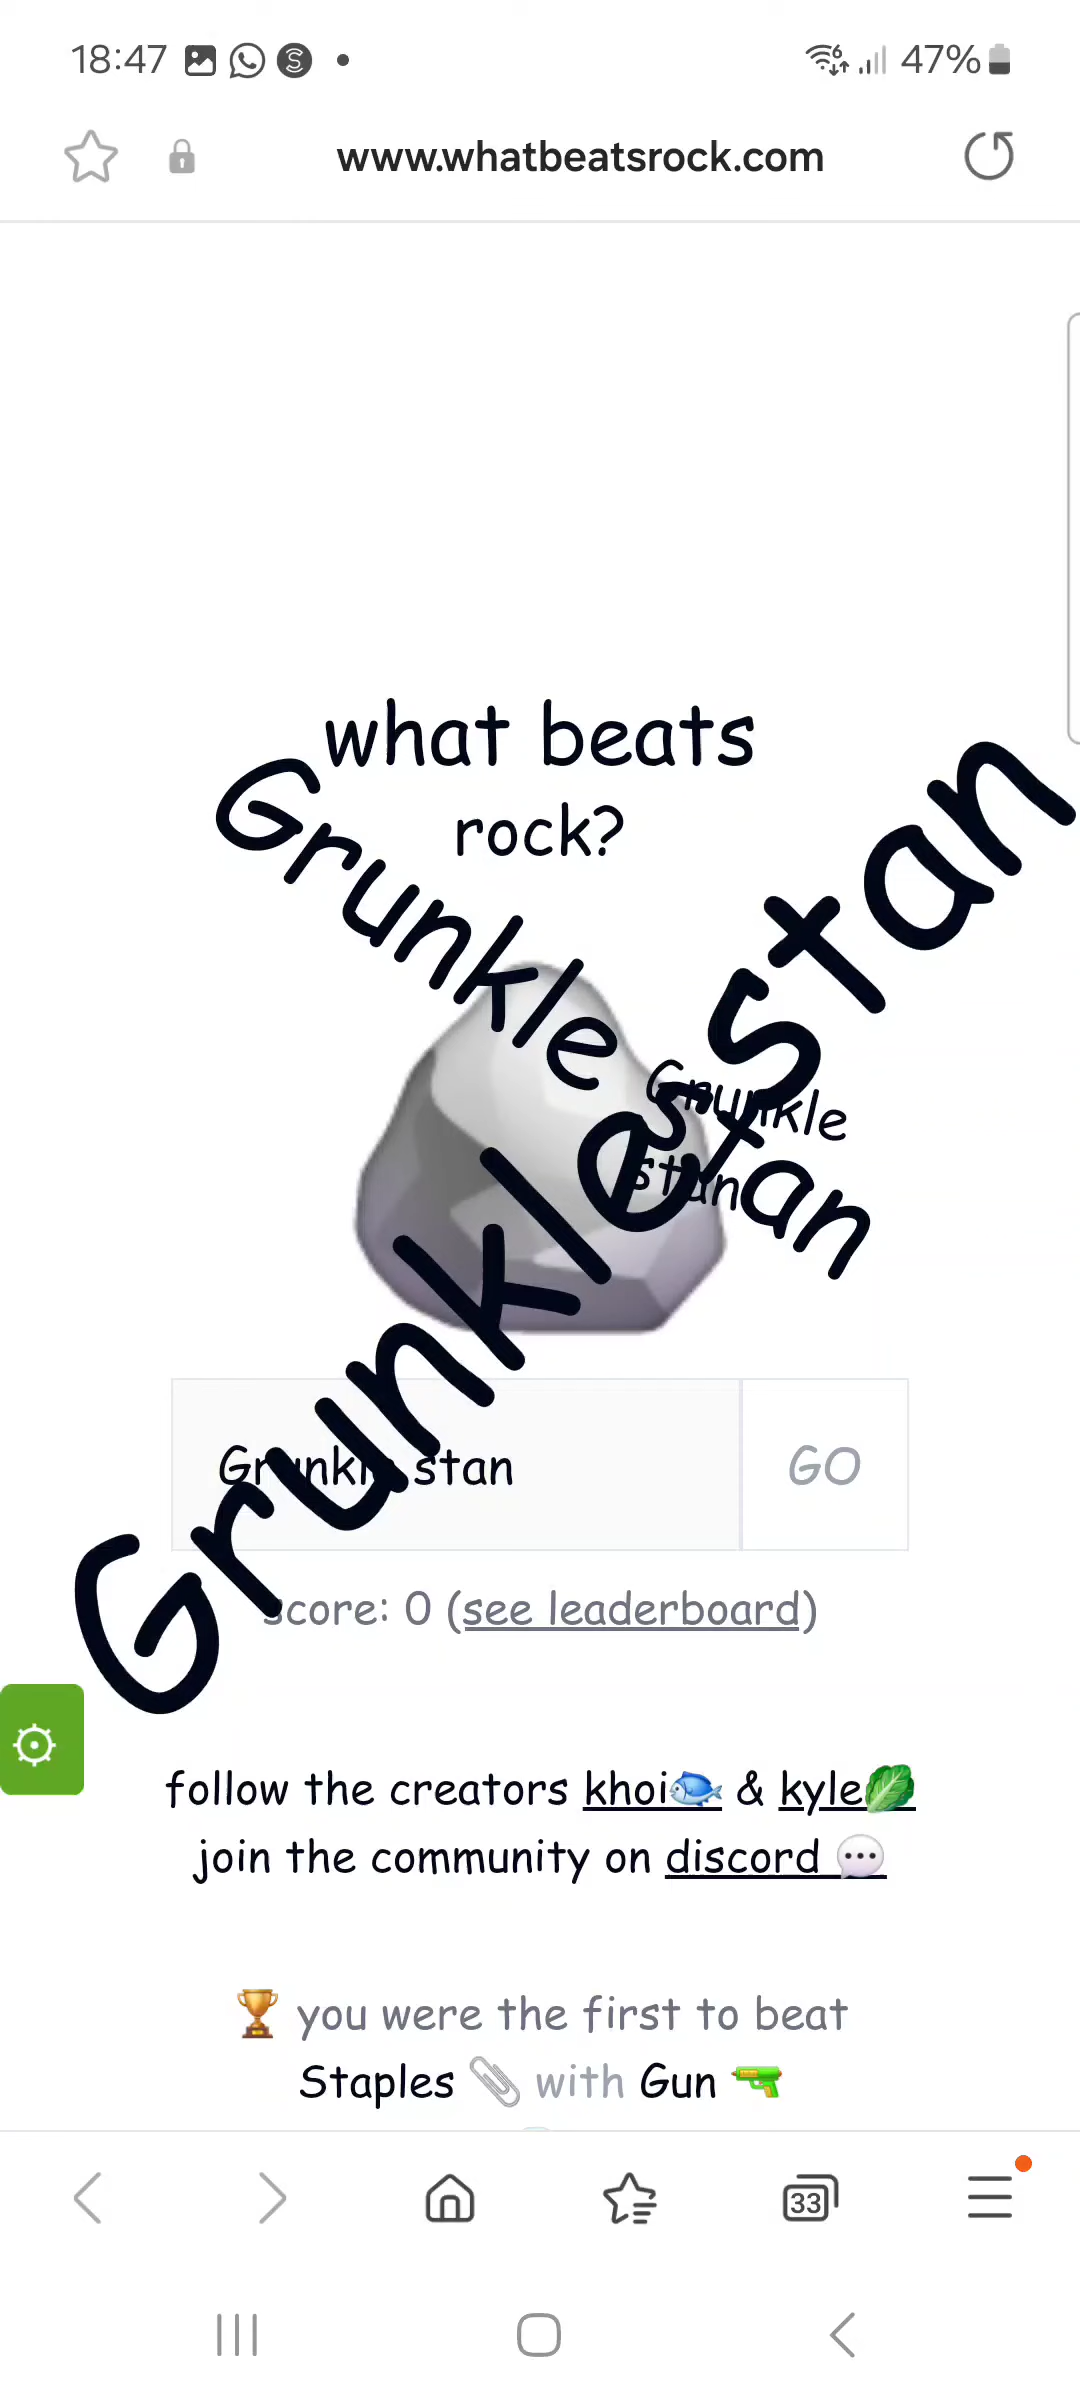 18:47
47%
www.whatbeatsrock.com
what beats
rock?
Grunkle stan
Grunkle stan
Grunkle
stan
Grunkle stan
GO
score: 0 (see leaderboard)
follow the creators khoi🐟 & kyle🥬
join the community on discord 💬
🏆 you were the first to beat
Staples 📎 with Gun 🔫
33